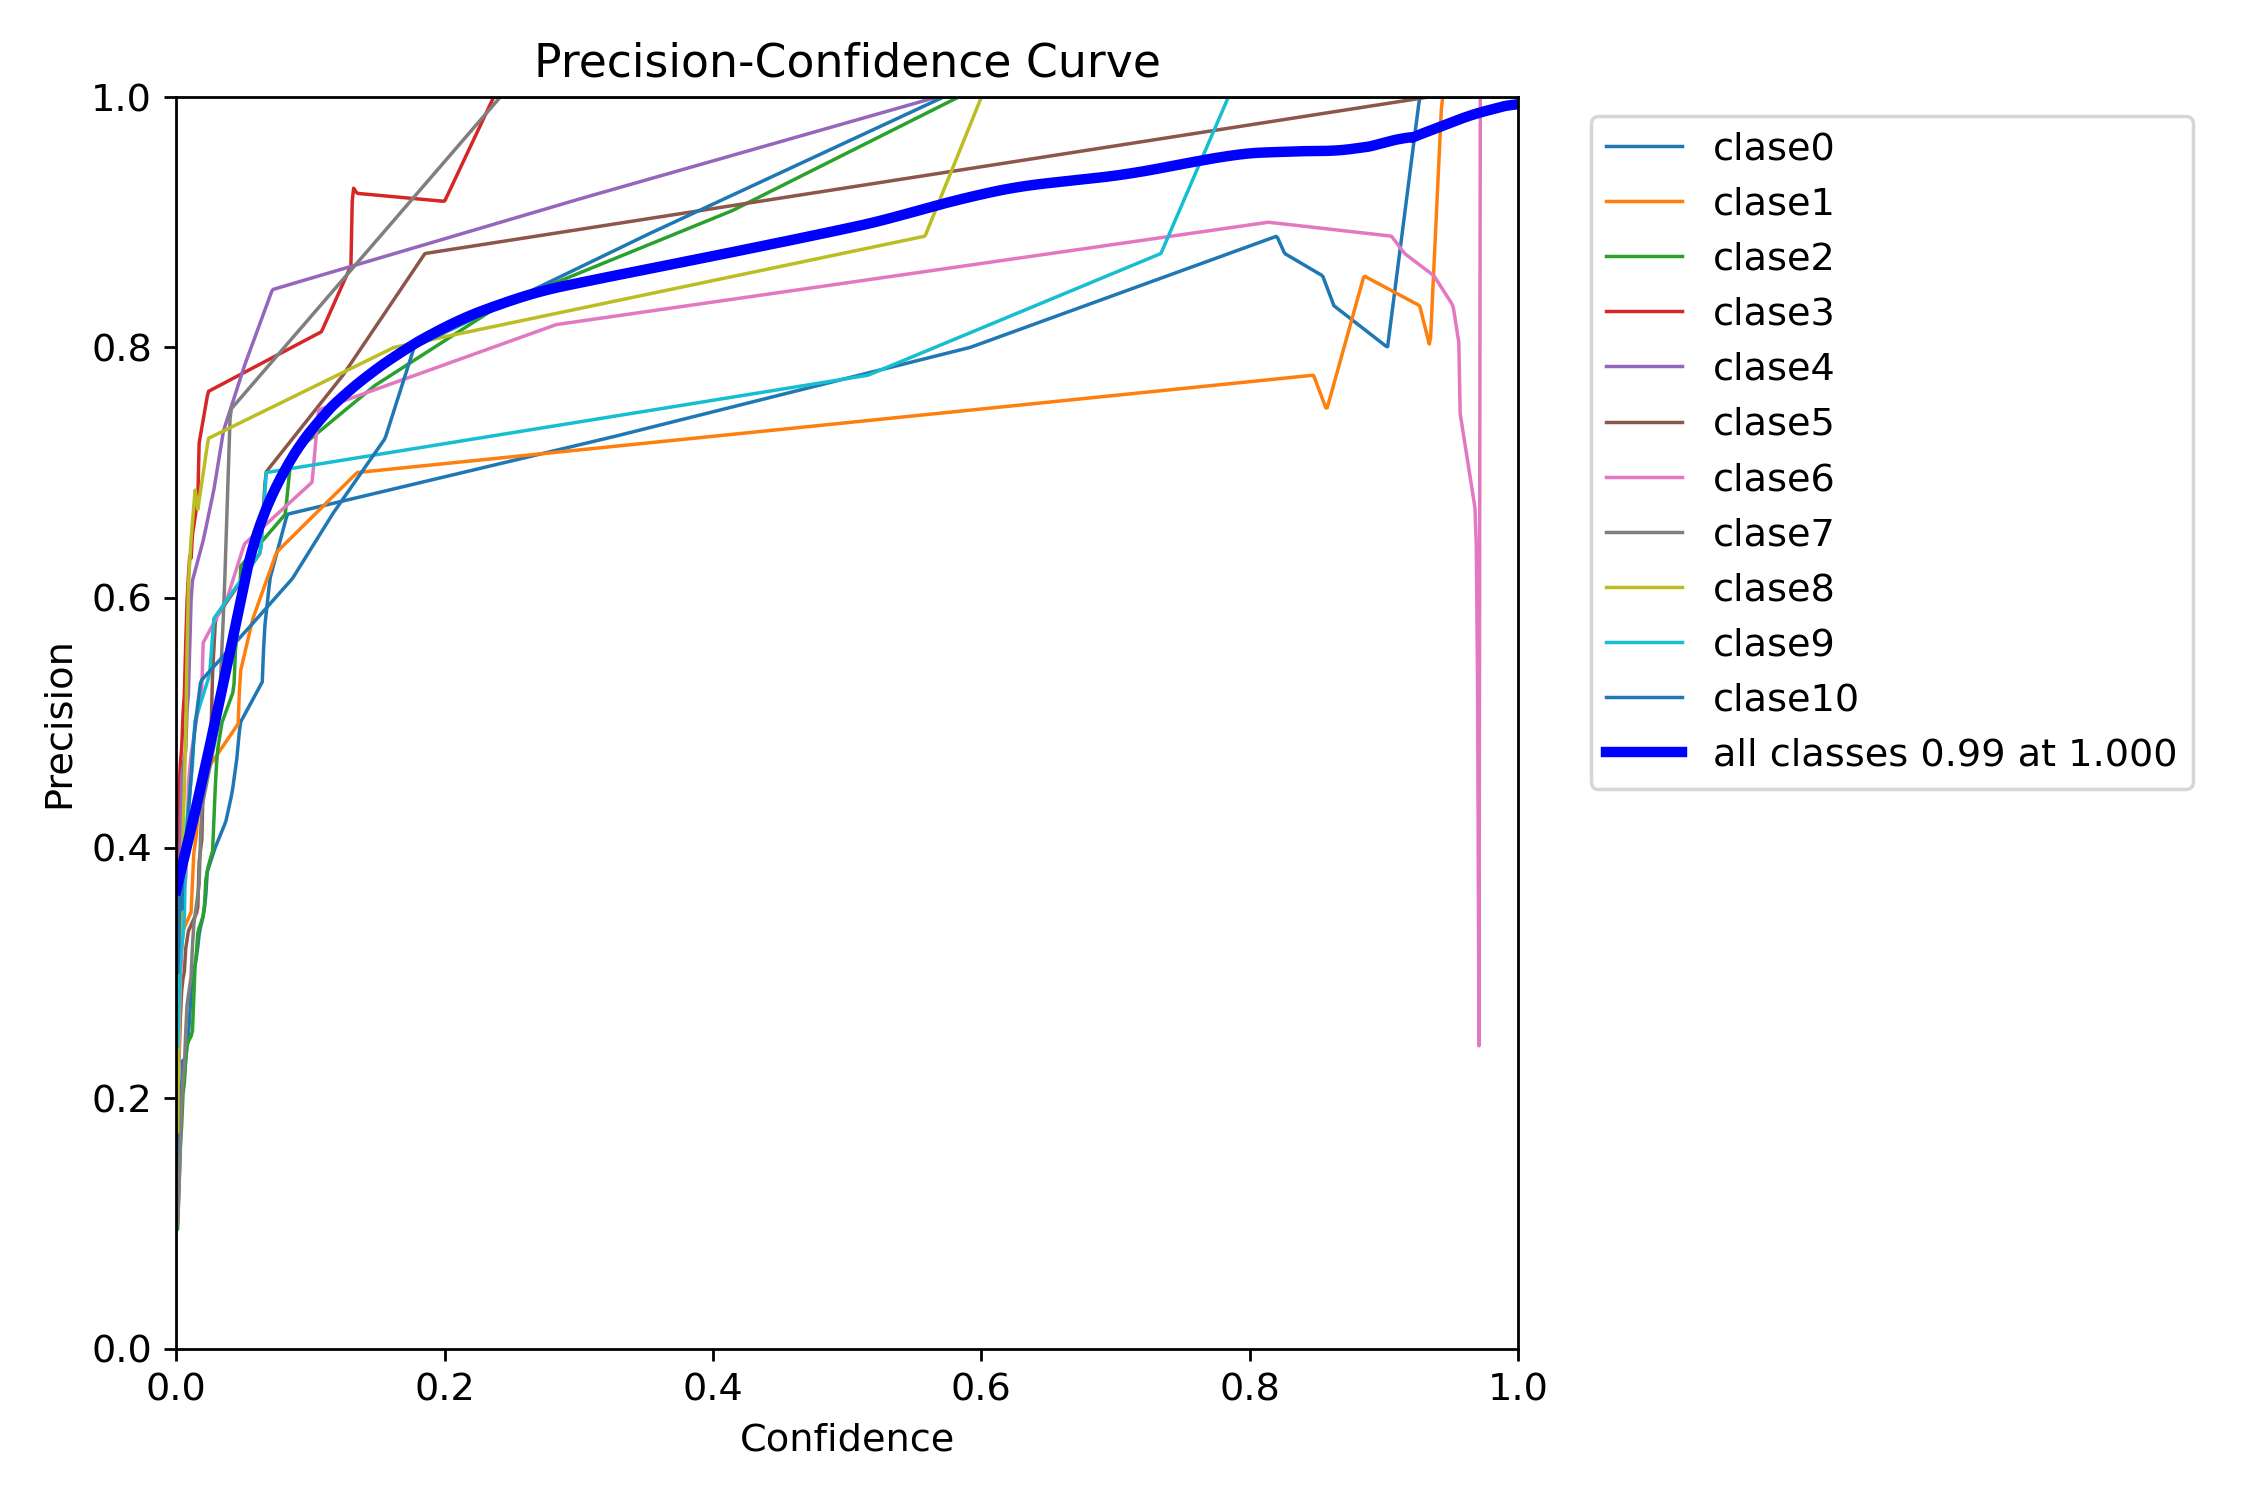 Precision-Confidence Curve
1.0
0.8
0.6
0.4
0.2
0.0
Precision
0.0 0.2 0.4 0.6 0.8 1.0
Confidence
clase0
clase1
clase2
clase3
clase4
clase5
clase6
clase7
clase8
clase9
clase10
all classes 0.99 at 1.000